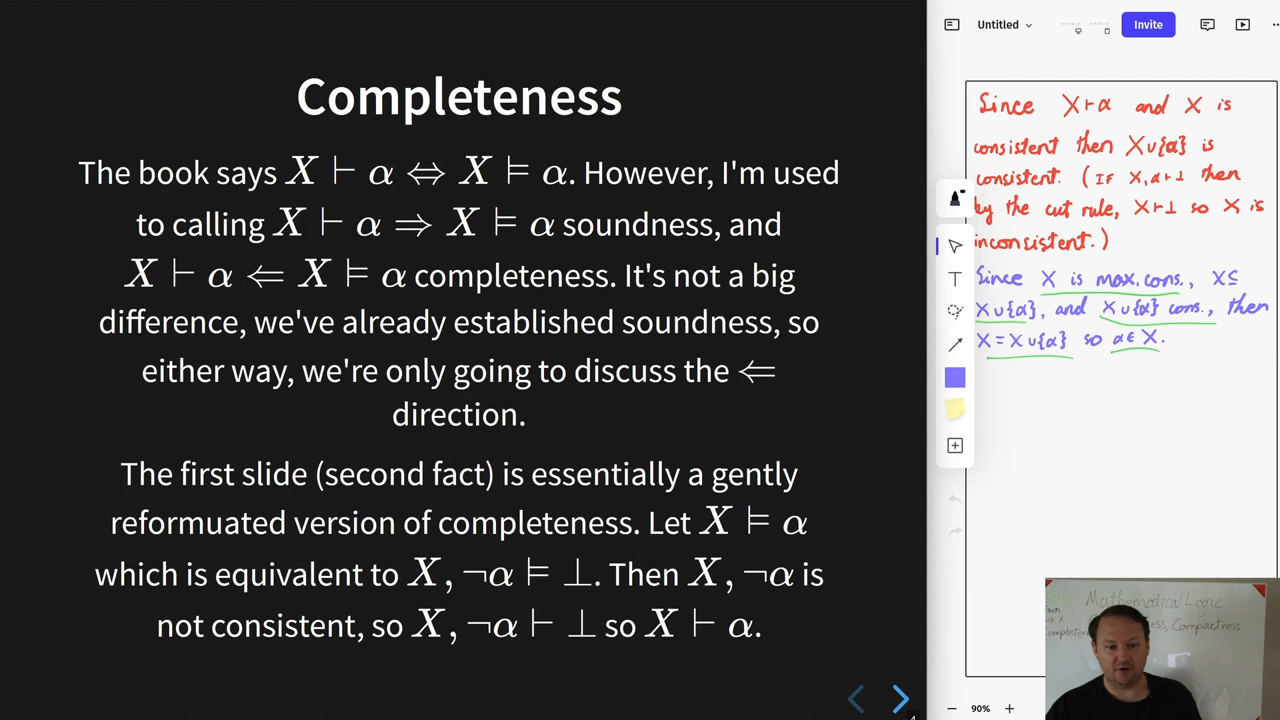 Completeness
The book says X ⊢ α ⇔ X ⊨ α. However, I'm used
to calling X ⊢ α ⇒ X ⊨ α soundness, and
X ⊢ α ⇐ X ⊨ α completeness. It's not a big
difference, we've already established soundness, so
either way, we're only going to discuss the ⇐
direction.
The first slide (second fact) is essentially a gently
reformuated version of completeness. Let X ⊨ α
which is equivalent to X, ¬α ⊨ ⊥. Then X, ¬α is
not consistent, so X, ¬α ⊢ ⊥ so X ⊢ α.
Untitled
Invite
Since X⊢α and X is
consistent then X∪{α} is
consistent. (If X,α⊢⊥ then
by the cut rule, X⊢⊥ so X is
inconsistent.)
Since X is max. cons., X⊆
X∪{α}, and X∪{α} cons., then
X=X∪{α} so α∈X.
90%
Mathematical Logic
Compactness